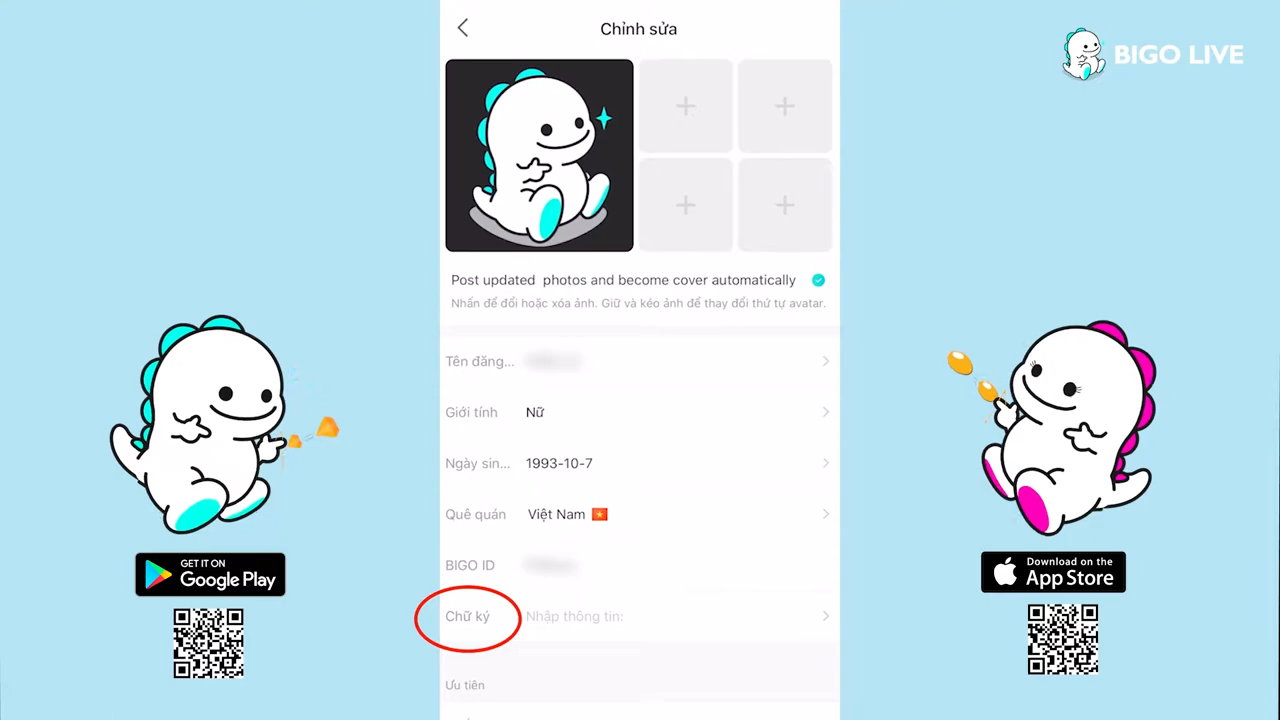 Chỉnh sửa
BIGO LIVE
Post updated photos and become cover automatically
Nhấn để đổi hoặc xóa ảnh. Giữ và kéo ảnh để thay đổi thứ tự avatar.
Tên đăng...
Giới tính Nữ
Ngày sin... 1993-10-7
Quê quán Việt Nam
BIGO ID
Chữ ký Nhập thông tin:
Ưu tiên
GET IT ON
Google Play
Download on the
App Store